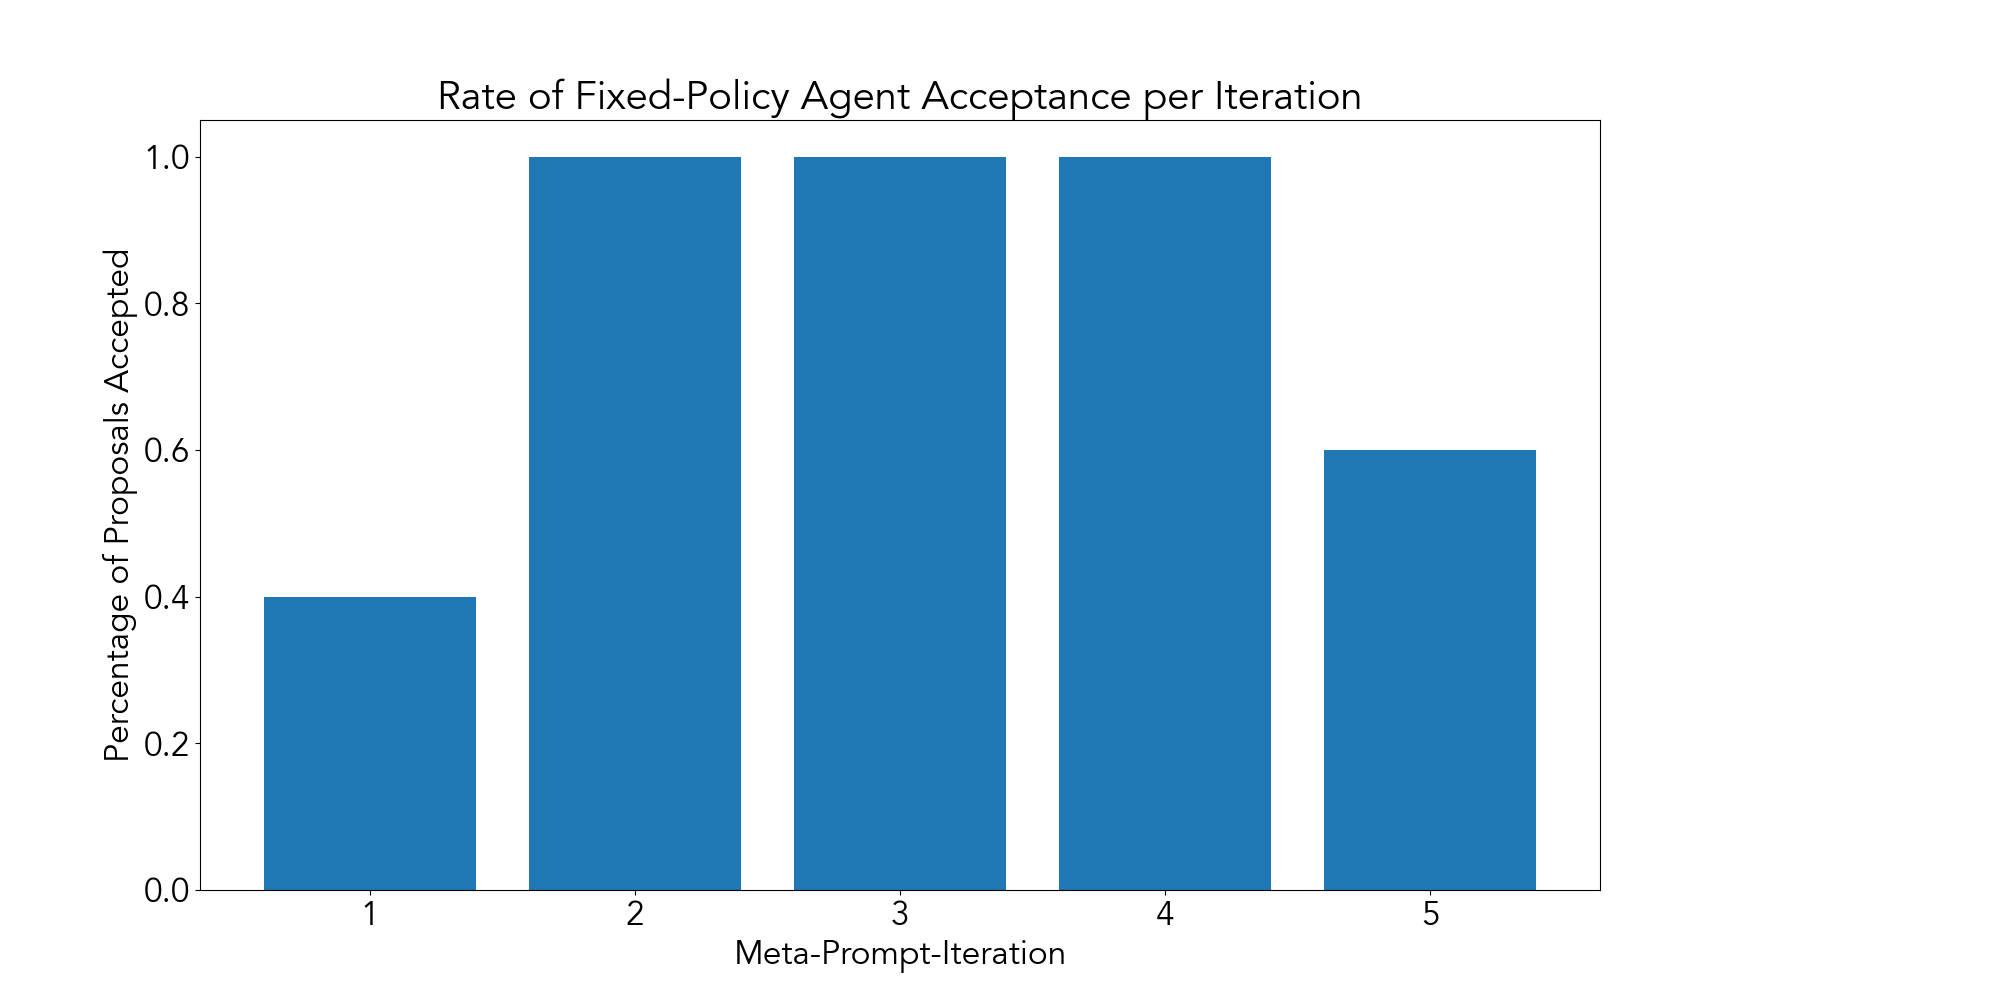 Rate of Fixed-Policy Agent Acceptance per Iteration
Percentage of Proposals Accepted
1.0
0.8
0.6
0.4
0.2
0.0
1 2 3 4 5
Meta-Prompt-Iteration